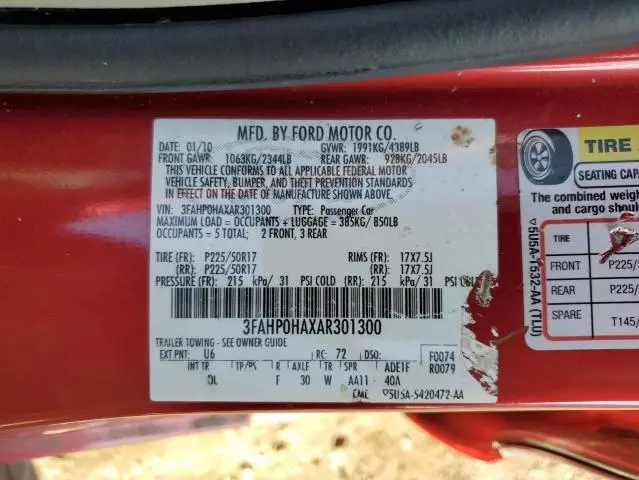 MFD. BY FORD MOTOR CO.
DATE: 01/10 GVWR: 1991KG/4389LB
FRONT GAWR: 1063KG/2344LB REAR GAWR: 928KG/2045LB
THIS VEHICLE CONFORMS TO ALL APPLICABLE FEDERAL MOTOR
VEHICLE SAFETY, BUMPER, AND THEFT PREVENTION STANDARDS
IN EFFECT ON THE DATE OF MANUFACTURE SHOWN ABOVE.
VIN: 3FAHP0HAXAR301300 TYPE: Passenger Car
MAXIMUM LOAD = OCCUPANTS + LUGGAGE = 385KG/850LB
OCCUPANTS = 5 TOTAL; 2 FRONT, 3 REAR
TIRE (FR): P225/50R17 RIMS (FR): 17X7.5J
(RR): P225/50R17 (RR): 17X7.5J
PRESSURE (FR): 215 kPa/ 31 PSI COLD (RR): 215 kPa/ 31 PSI COLD
3FAHP0HAXAR301300
TRAILER TOWING - SEE OWNER GUIDE
EXT PNT: U6 RC: 72 DSO: F0074
INT TR TP/PS R AXLE TR SPR ADE1F R0079
DL F 30 W AA11 40A
CMC 5U5A-5420472-AA
TIRE
SEATING CAPA
The combined weig
and cargo shou
TIRE
FRONT P225/5
REAR P225/
SPARE T145/
5U5A-1532-AA (TLU)